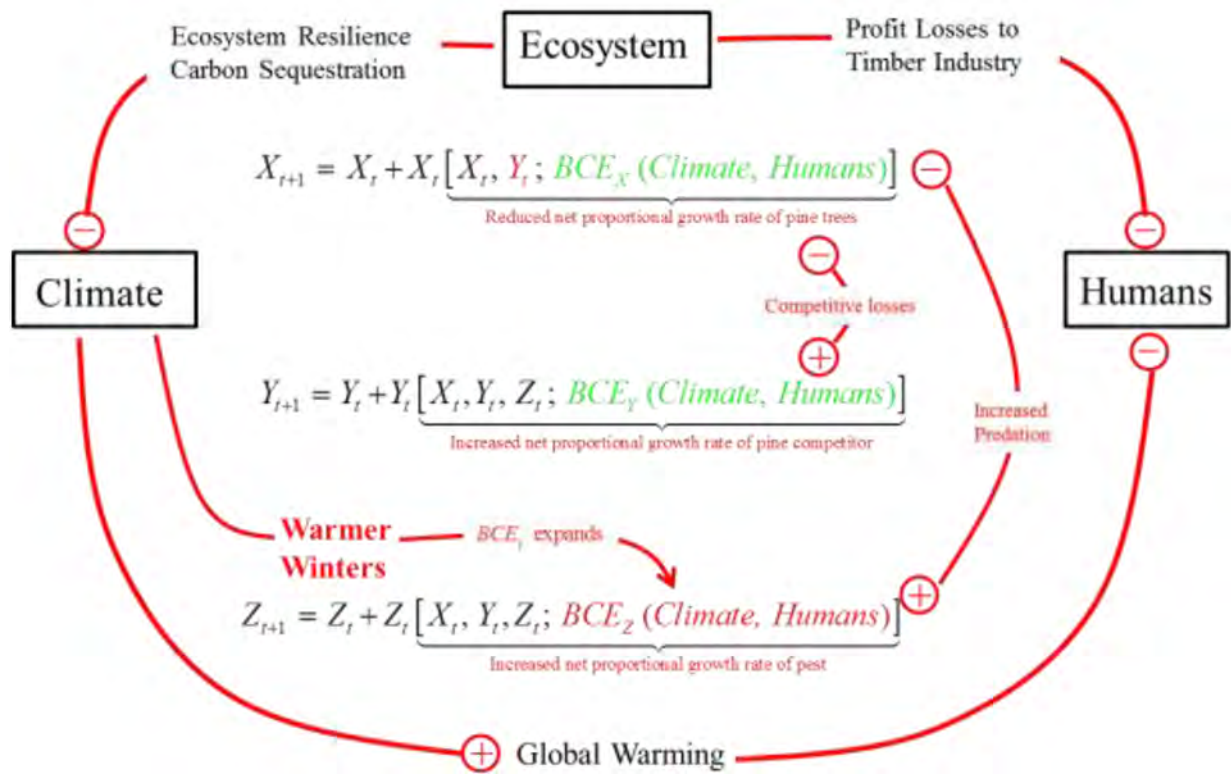 Ecosystem Resilience
Carbon Sequestration
Ecosystem
Profit Losses to
Timber Industry
X_{t+1} = X_t + X_t [X_t, Y_t; BCE_X (Climate, Humans)] −
Reduced net proportional growth rate of pine trees
−
−
−
Climate
Humans
Competitive losses
+
−
Y_{t+1} = Y_t + Y_t [X_t, Y_t, Z_t; BCE_Y (Climate, Humans)]
Increased net proportional growth rate of pine competitor
Increased
Predation
Warmer
Winters
BCE_t expands
Z_{t+1} = Z_t + Z_t [X_t, Y_t, Z_t; BCE_Z (Climate, Humans)] +
Increased net proportional growth rate of pest
+ Global Warming